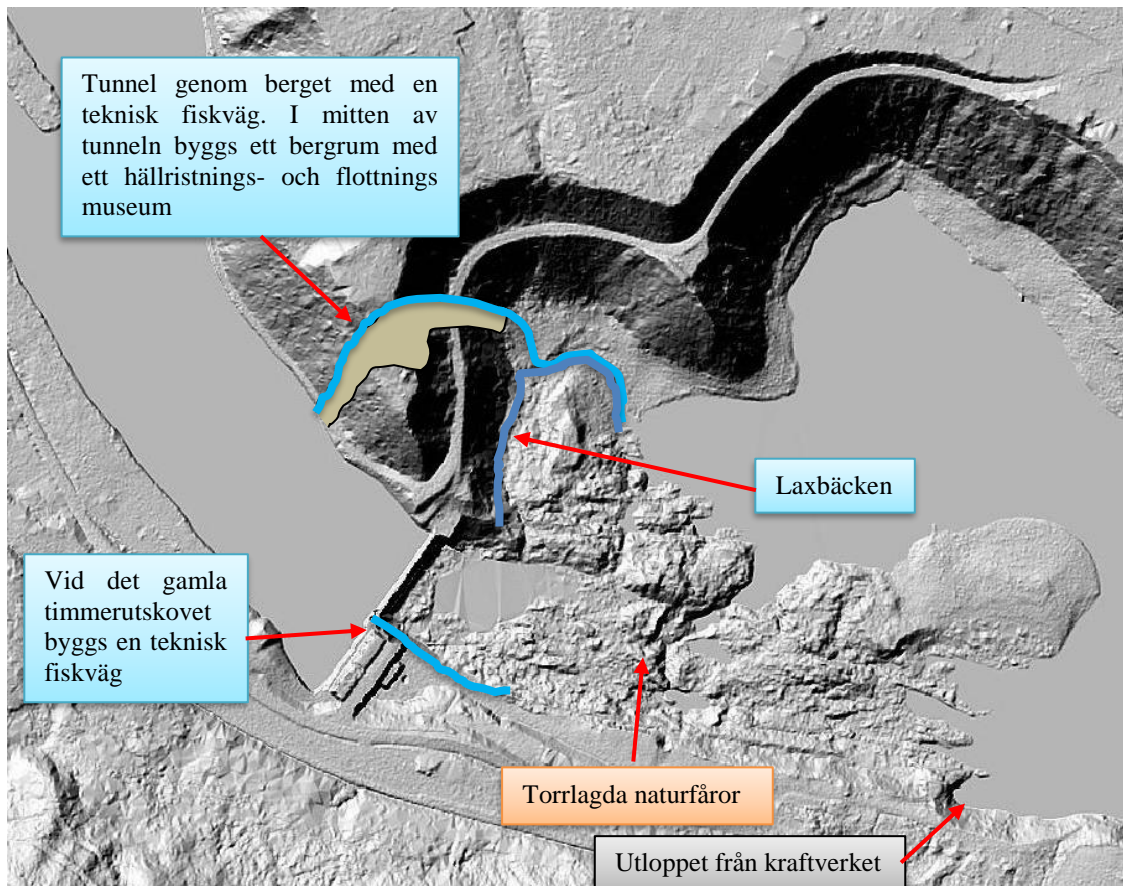 Tunnel genom berget med en
teknisk fiskväg. I mitten av
tunneln byggs ett bergrum med
ett hällristnings- och flottnings
museum
Laxbäcken
Vid det gamla
timmerutskovet
byggs en teknisk
fiskväg
Torrlagda naturfåror
Utloppet från kraftverket